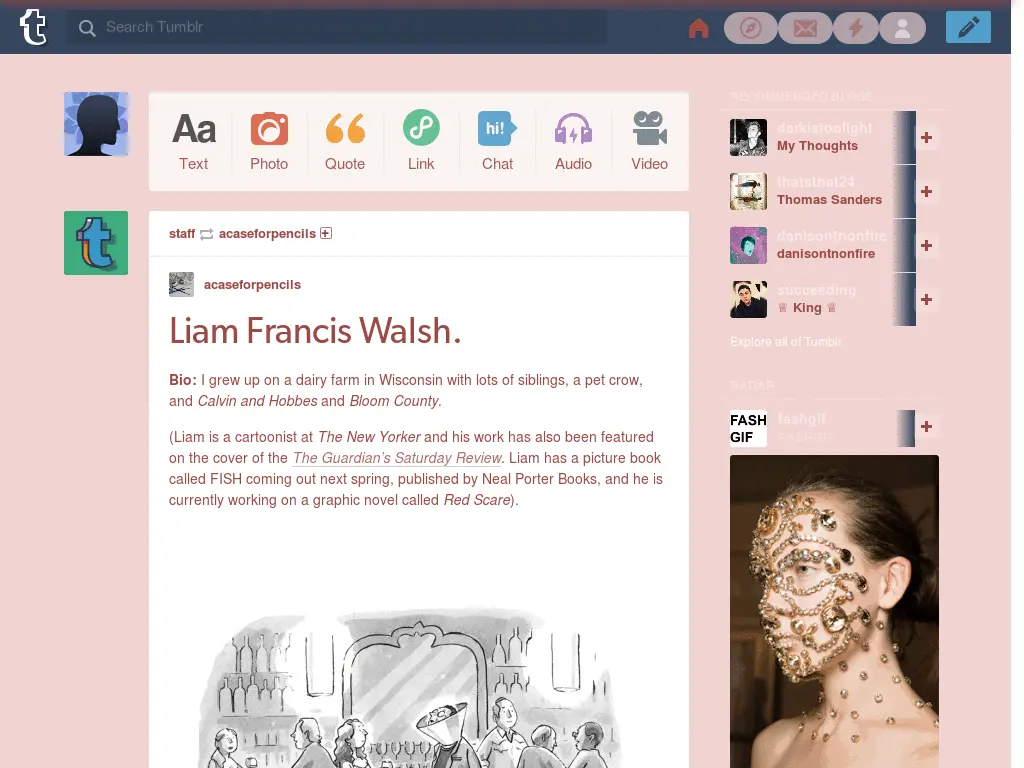 Search Tumblr
Aa
hi!
Text
Photo
Quote
Link
Chat
Audio
Video
staff acaseforpencils
acaseforpencils
Liam Francis Walsh.
Bio: I grew up on a dairy farm in Wisconsin with lots of siblings, a pet crow,
and Calvin and Hobbes and Bloom County.
(Liam is a cartoonist at The New Yorker and his work has also been featured
on the cover of the The Guardian's Saturday Review. Liam has a picture book
called FISH coming out next spring, published by Neal Porter Books, and he is
currently working on a graphic novel called Red Scare).
RECOMMENDED BLOGS
darkistoalight
My Thoughts
thatsthat24
Thomas Sanders
danisontnonfire
danisontnonfire
succeeding
♕ King ♕
Explore all of Tumblr
RADAR
FASH
GIF
fashgif
FASHGIF